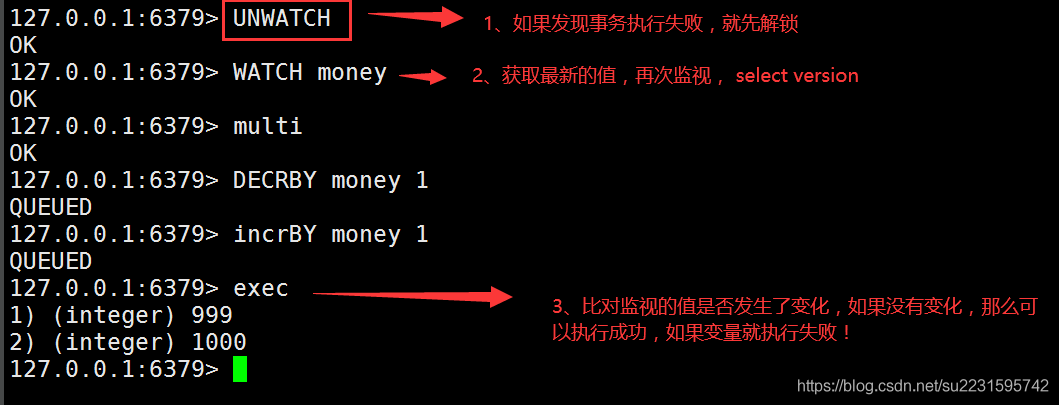 127.0.0.1:6379> UNWATCH
1、如果发现事务执行失败，就先解锁
OK
127.0.0.1:6379> WATCH money
2、获取最新的值，再次监视， select version
OK
127.0.0.1:6379> multi
OK
127.0.0.1:6379> DECRBY money 1
QUEUED
127.0.0.1:6379> incrBY money 1
QUEUED
127.0.0.1:6379> exec
3、比对监视的值是否发生了变化，如果没有变化，那么可
以执行成功，如果变量就执行失败！
1) (integer) 999
2) (integer) 1000
127.0.0.1:6379>
https://blog.csdn.net/su2231595742